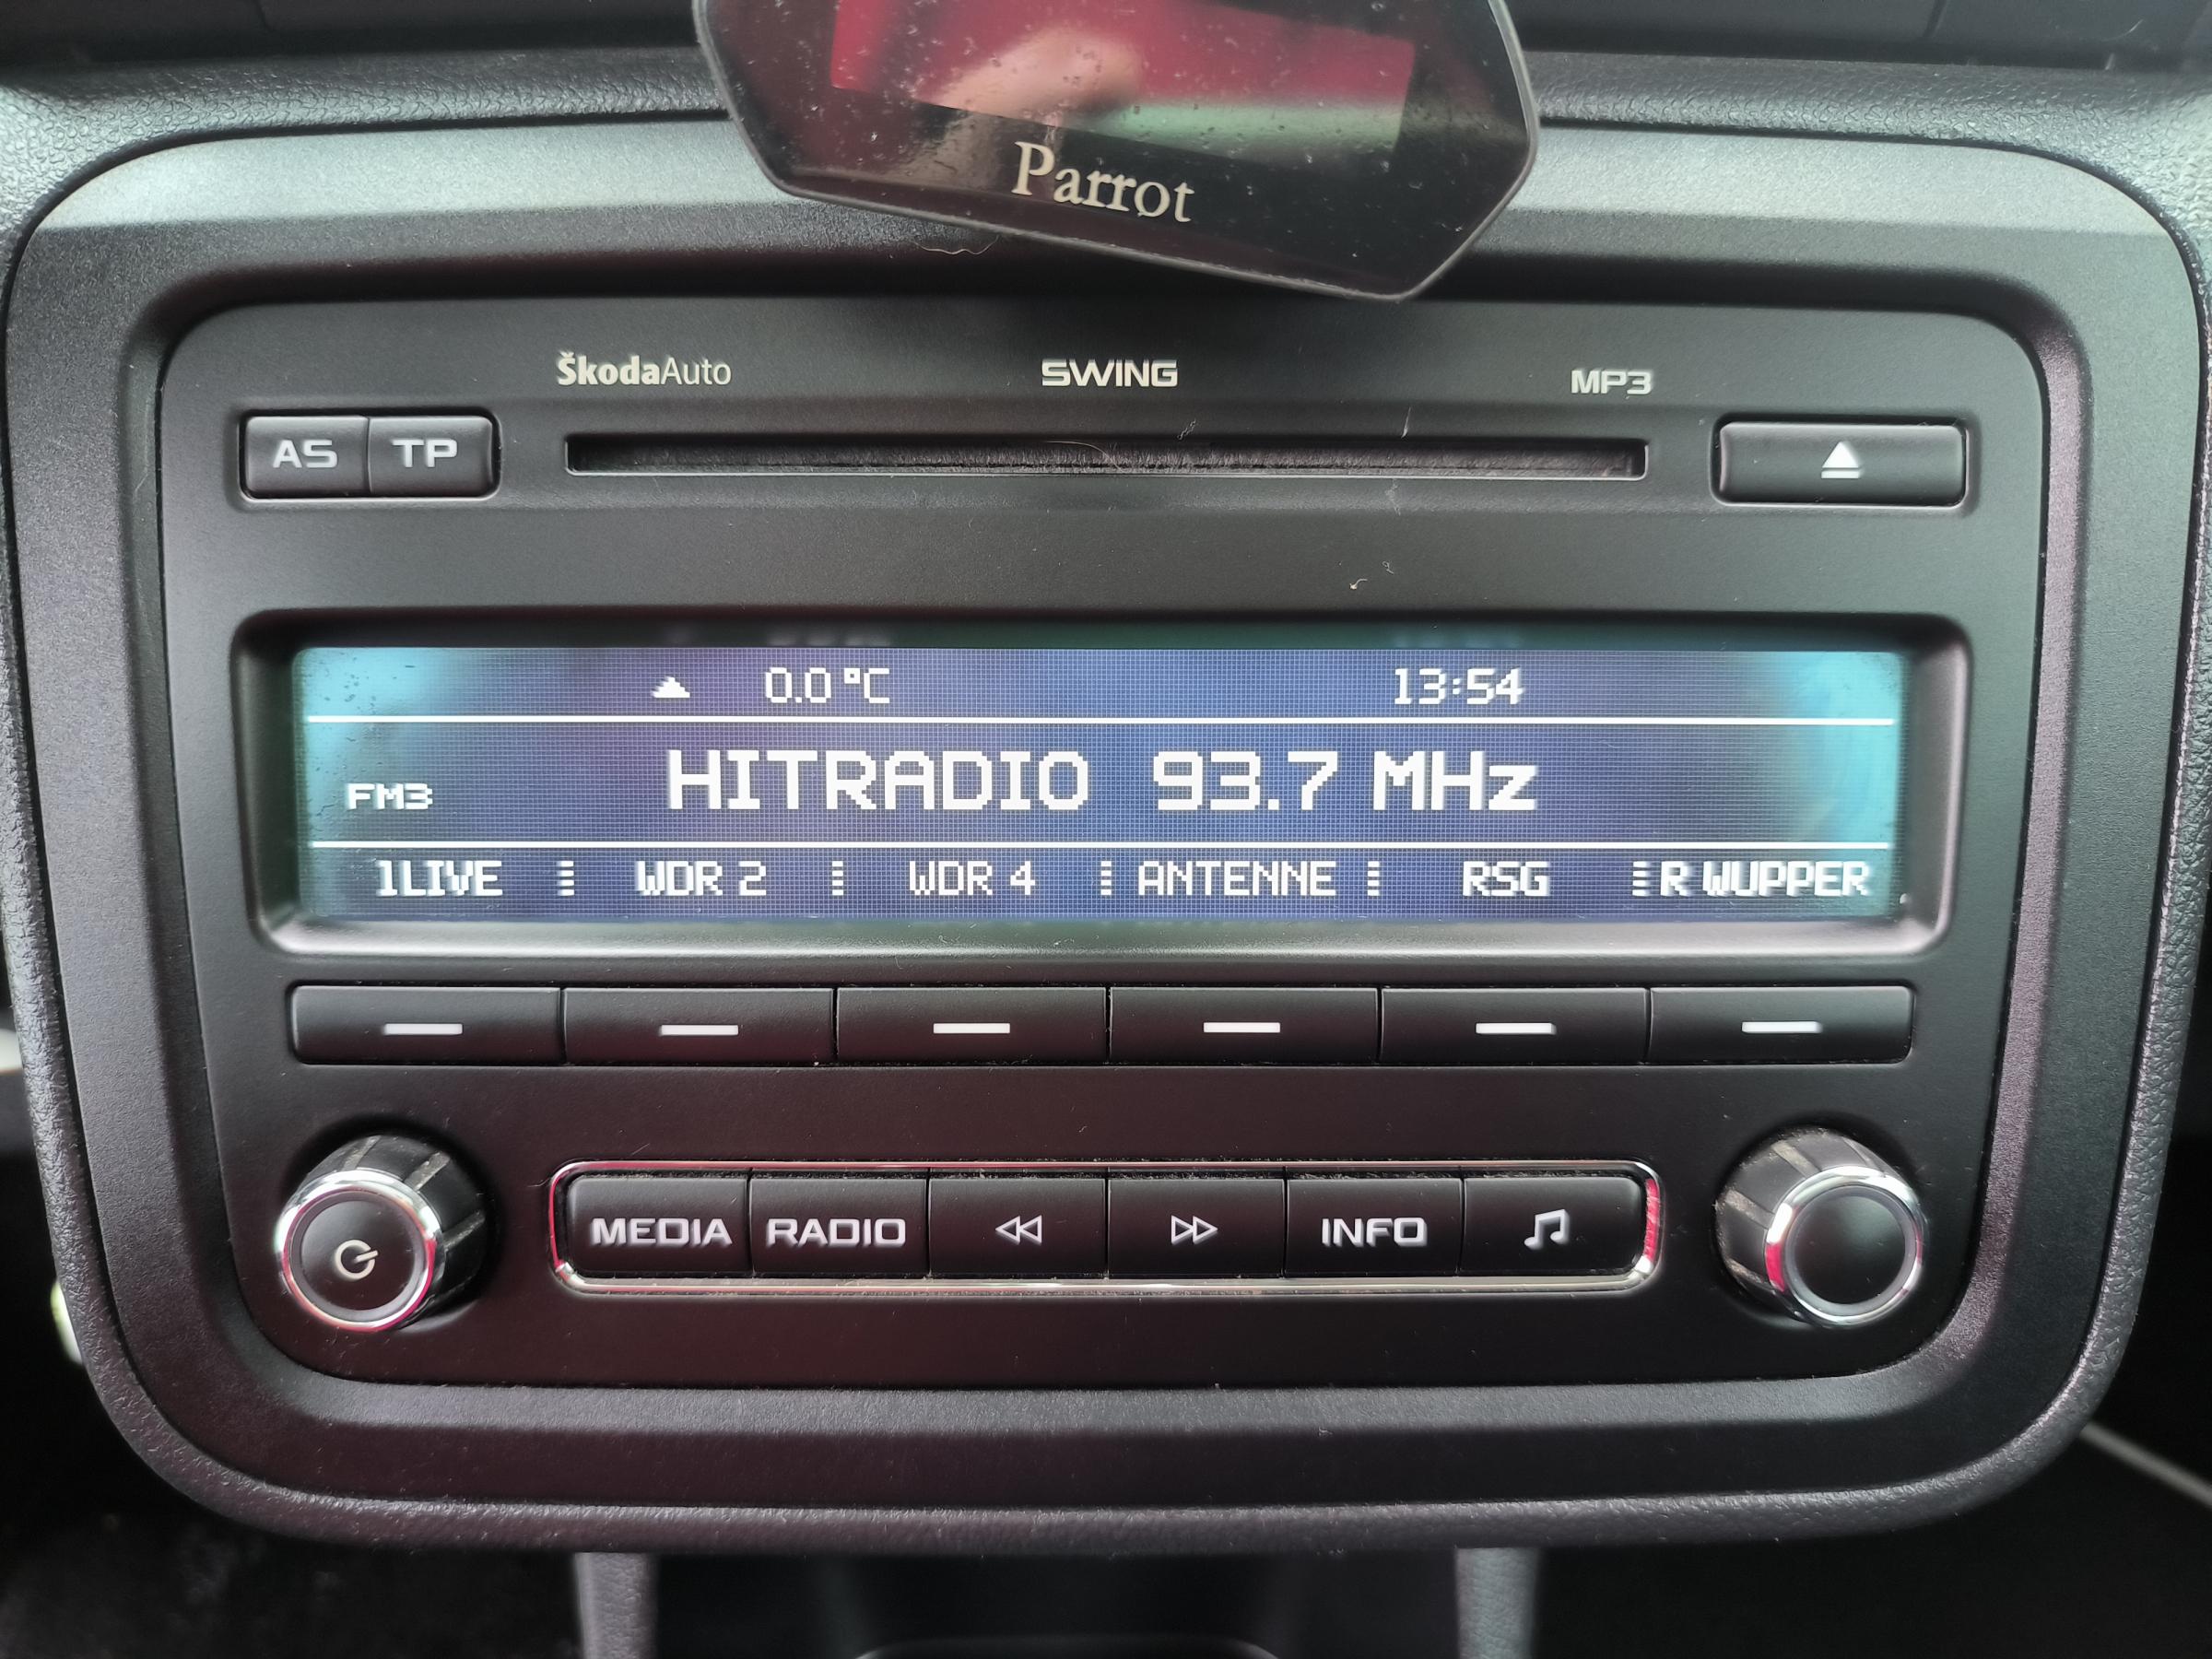 Parrot
ŠkodaAuto SWING MP3
AS TP
0.0 °C 13:54
FM3 HITRADIO 93.7 MHz
1LIVE WDR 2 WDR 4 ANTENNE RSG R WUPPER
MEDIA RADIO INFO